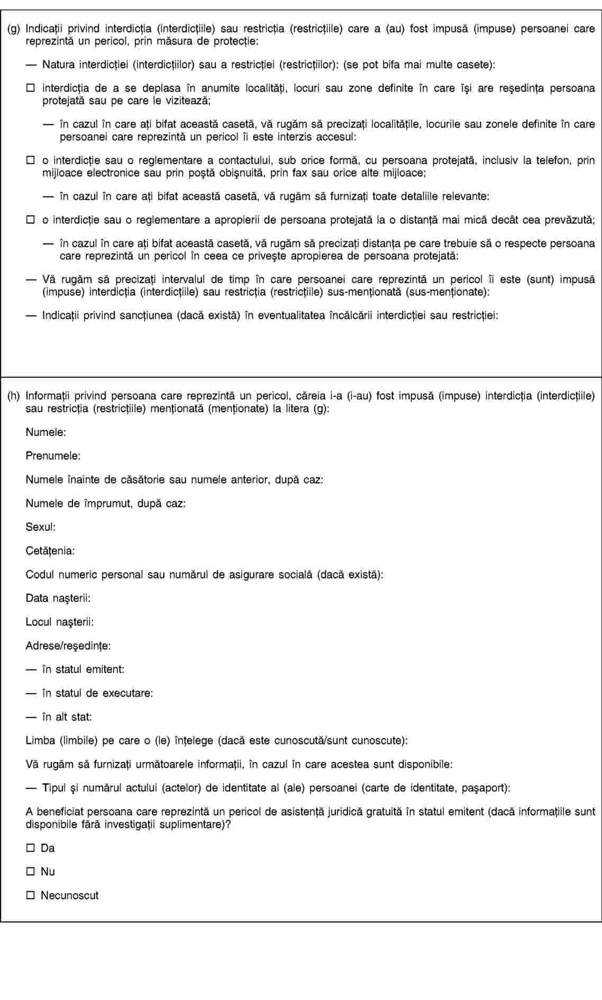 (g) Indicații privind interdicția (interdicțiile) sau restricția (restricțiile) care a (au) fost impusă (impuse) persoanei care
reprezintă un pericol, prin măsura de protecție:
— Natura interdicției (interdicțiilor) sau a restricției (restricțiilor): (se pot bifa mai multe casete):
☐ interdicția de a se deplasa în anumite localități, locuri sau zone definite în care își are reședința persoana
protejată sau pe care le vizitează;
— în cazul în care ați bifat această casetă, vă rugăm să precizați localitățile, locurile sau zonele definite în care
persoanei care reprezintă un pericol îi este interzis accesul:
☐ o interdicție sau o reglementare a contactului, sub orice formă, cu persoana protejată, inclusiv la telefon, prin
mijloace electronice sau prin poștă obișnuită, prin fax sau orice alte mijloace;
— în cazul în care ați bifat această casetă, vă rugăm să furnizați toate detaliile relevante:
☐ o interdicție sau o reglementare a apropierii de persoana protejată la o distanță mai mică decât cea prevăzută;
— în cazul în care ați bifat această casetă, vă rugăm să precizați distanța pe care trebuie să o respecte persoana
care reprezintă un pericol în ceea ce privește apropierea de persoana protejată:
— Vă rugăm să precizați intervalul de timp în care persoanei care reprezintă un pericol îi este (sunt) impusă
(impuse) interdicția (interdicțiile) sau restricția (restricțiile) sus-menționată (sus-menționate):
— Indicații privind sancțiunea (dacă există) în eventualitatea încălcării interdicției sau restricției:
(h) Informații privind persoana care reprezintă un pericol, căreia i-a (i-au) fost impusă (impuse) interdicția (interdicțiile)
sau restricția (restricțiile) menționată (menționate) la litera (g):
Numele:
Prenumele:
Numele înainte de căsătorie sau numele anterior, după caz:
Numele de împrumut, după caz:
Sexul:
Cetățenia:
Codul numeric personal sau numărul de asigurare socială (dacă există):
Data nașterii:
Locul nașterii:
Adrese/reședințe:
— în statul emitent:
— în statul de executare:
— în alt stat:
Limba (limbile) pe care o (le) înțelege (dacă este cunoscută/sunt cunoscute):
Vă rugăm să furnizați următoarele informații, în cazul în care acestea sunt disponibile:
— Tipul și numărul actului (actelor) de identitate al (ale) persoanei (carte de identitate, pașaport):
A beneficiat persoana care reprezintă un pericol de asistență juridică gratuită în statul emitent (dacă informațiile sunt
disponibile fără investigații suplimentare)?
☐ Da
☐ Nu
☐ Necunoscut